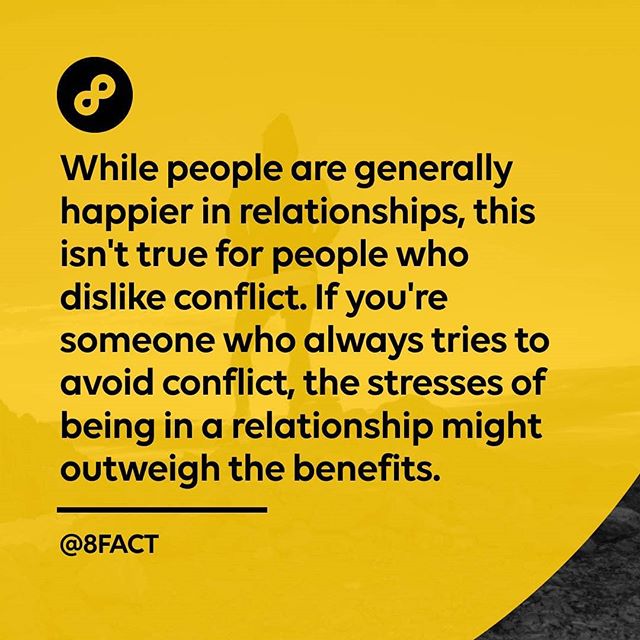 While people are generally
happier in relationships, this
isn't true for people who
dislike conflict. If you're
someone who always tries to
avoid conflict, the stresses of
being in a relationship might
outweigh the benefits.
@8FACT